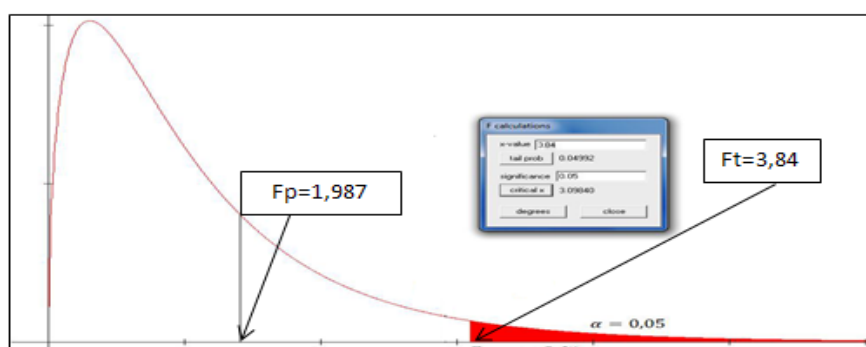 F calculations
x-value 3.84
tail prob 0.04992
significance 0.05
critical x 3.09840
degrees close
Fp=1,987
Ft=3,84
α = 0,05